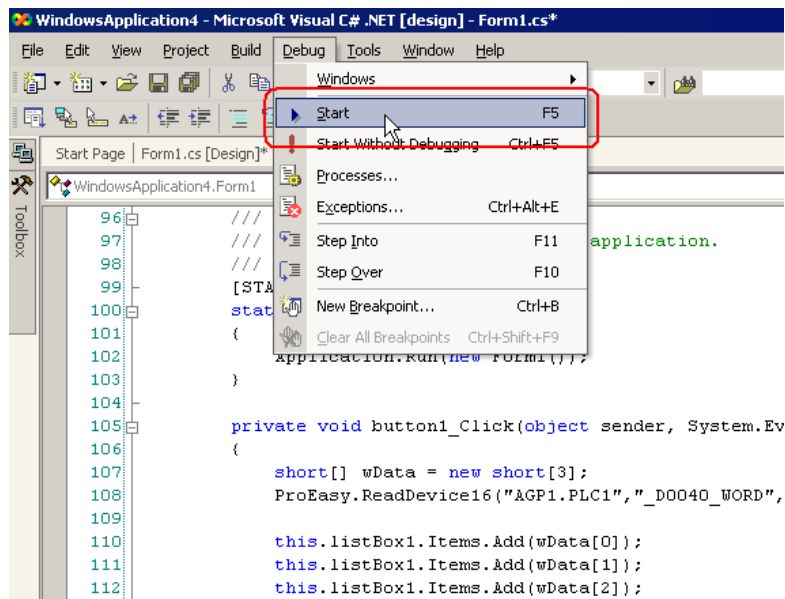 WindowsApplication4 - Microsoft Visual C# .NET [design] - Form1.cs*
File Edit View Project Build Debug Tools Window Help
Windows
Start F5
Start Without Debugging Ctrl+F5
Start Page Form1.cs [Design]*
Processes...
WindowsApplication4.Form1
Exceptions... Ctrl+Alt+E
Toolbox
96 ///
Step Into F11
97 /// application.
98 ///
Step Over F10
99 [STA
New Breakpoint... Ctrl+B
100 stat
Clear All Breakpoints Ctrl+Shift+F9
101 {
102 Application.Run(new Form1());
103 }
104
105 private void button1_Click(object sender, System.Ev
106 {
107 short[] wData = new short[3];
108 ProEasy.ReadDevice16("AGP1.PLC1","_D0040_WORD",
109
110 this.listBox1.Items.Add(wData[0]);
111 this.listBox1.Items.Add(wData[1]);
112 this.listBox1.Items.Add(wData[2]);